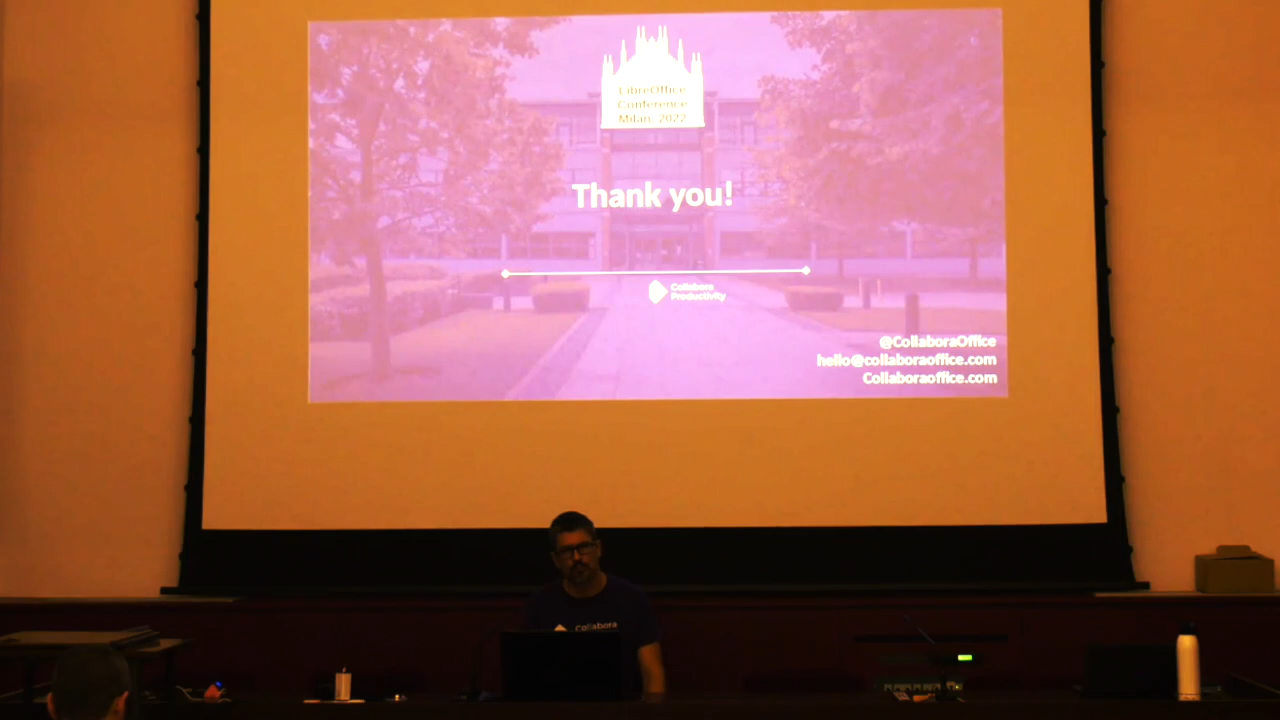 LibreOffice
Conference
Milan 2022
Thank you!
Collabora
Productivity
@CollaboraOffice
hello@collaboraoffice.com
Collaboraoffice.com
Collabora